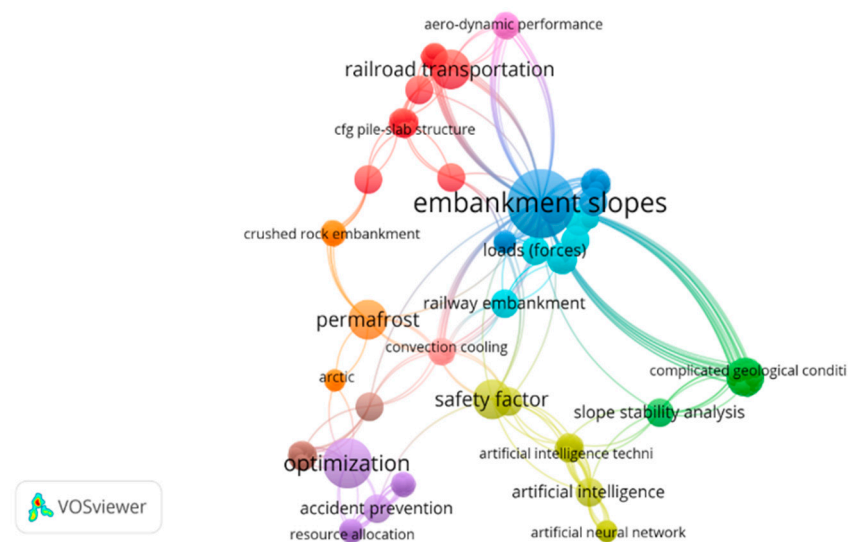 aero-dynamic performance
railroad transportation
cfg pile-slab structure
embankment slopes
crushed rock embankment
loads (forces)
railway embankment
permafrost
convection cooling
complicated geological conditi
arctic
safety factor
slope stability analysis
artificial intelligence techni
optimization
artificial intelligence
accident prevention
VOSviewer
resource allocation
artificial neural network